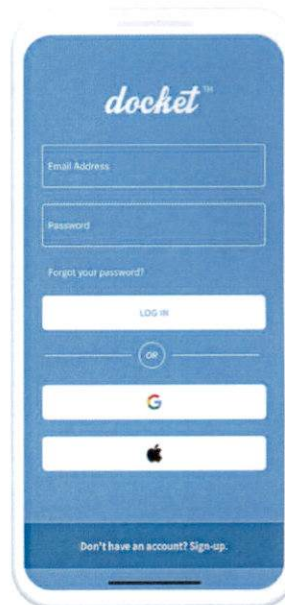 docket™
Email Address
Password
Forgot your password?
LOG IN
OR
G
Don't have an account? Sign-up.